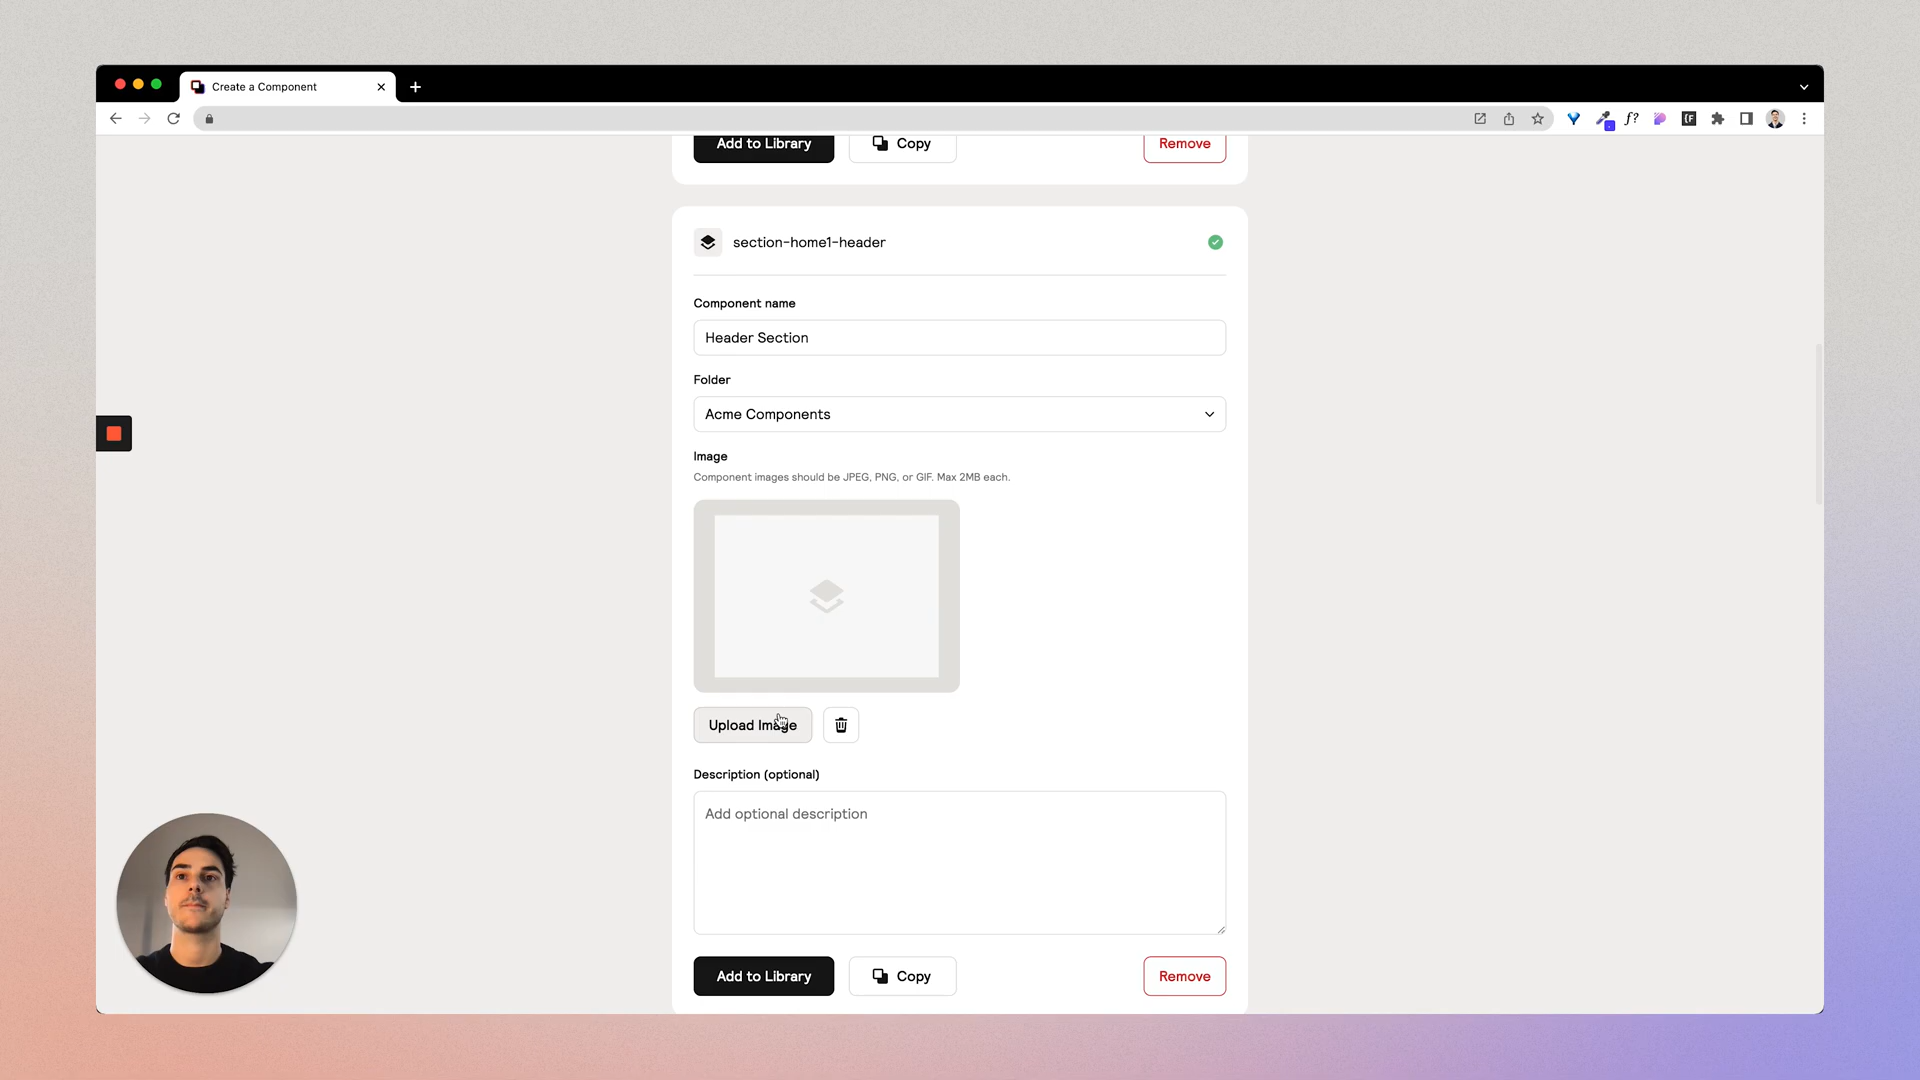 Create a Component
f?
Add to Library
Copy
Remove
section-home1-header
Component name
Header Section
Folder
Acme Components
Image
Component images should be JPEG, PNG, or GIF. Max 2MB each.
Upload Image
Description (optional)
Add optional description
Add to Library
Copy
Remove